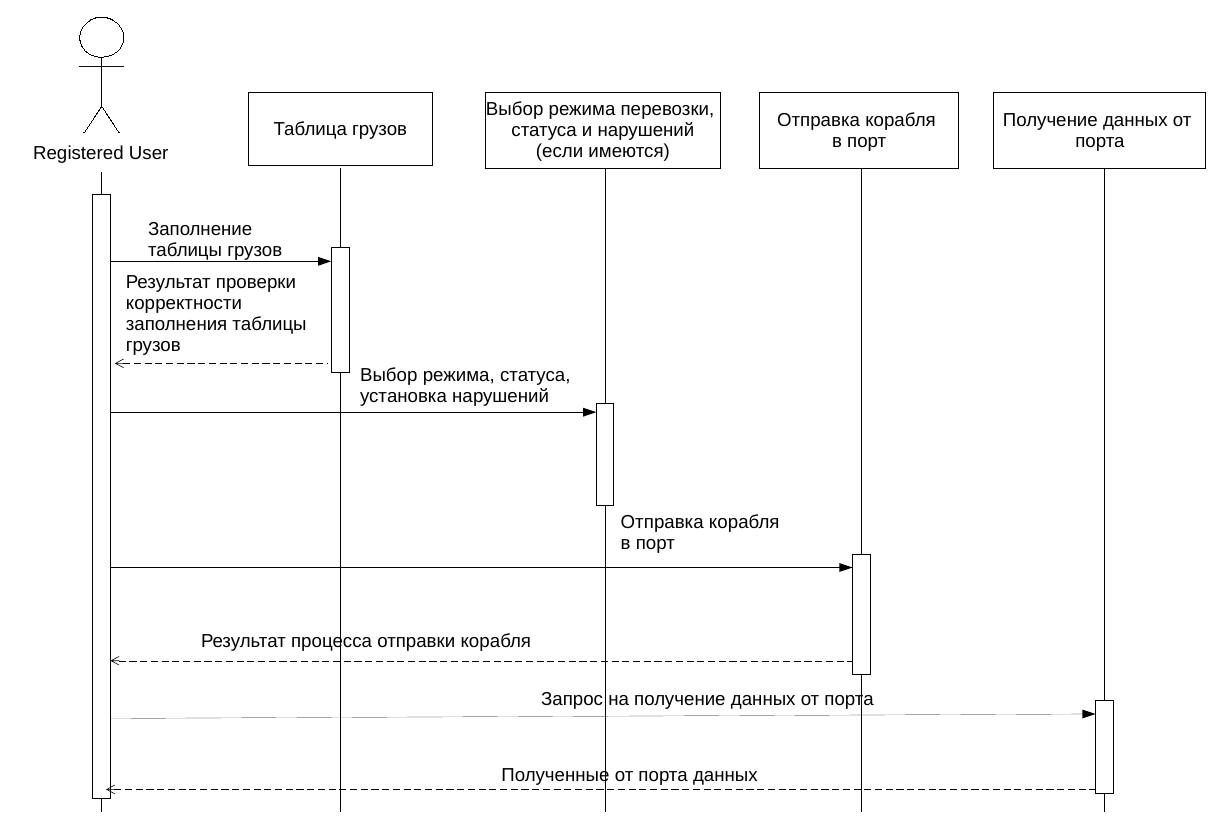 Registered User
Таблица грузов
Выбор режима перевозки,
статуса и нарушений
(если имеются)
Отправка корабля
в порт
Получение данных от
порта
Заполнение
таблицы грузов
Результат проверки
корректности
заполнения таблицы
грузов
Выбор режима, статуса,
установка нарушений
Отправка корабля
в порт
Результат процесса отправки корабля
Запрос на получение данных от порта
Полученные от порта данных